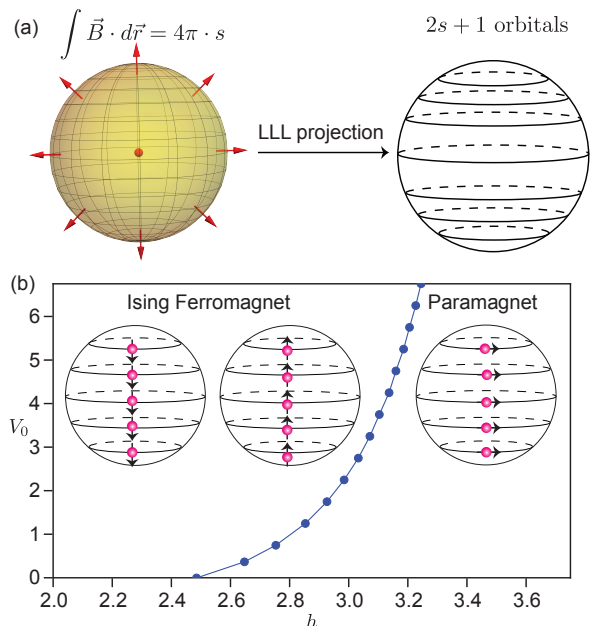 (a)
∫ B⃗ · dr⃗ = 4π · s
2s + 1 orbitals
LLL projection
(b)
Ising Ferromagnet
Paramagnet
6
5
4
3
2
1
0
V₀
2.0 2.2 2.4 2.6 2.8 3.0 3.2 3.4 3.6
h